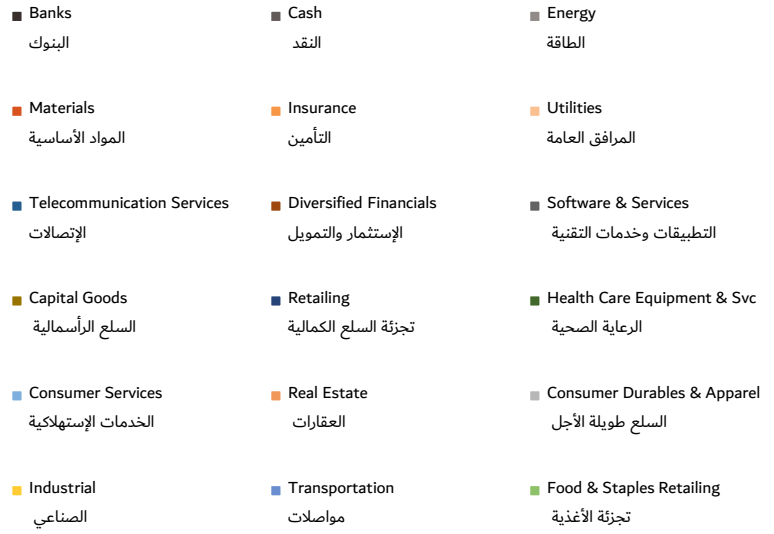 Banks
البنوك
Cash
النقد
Energy
الطاقة
Materials
المواد الأساسية
Insurance
التأمين
Utilities
المرافق العامة
Telecommunication Services
الإتصالات
Diversified Financials
الإستثمار والتمويل
Software & Services
التطبيقات وخدمات التقنية
Capital Goods
السلع الرأسمالية
Retailing
تجزئة السلع الكمالية
Health Care Equipment & Svc
الرعاية الصحية
Consumer Services
الخدمات الإستهلاكية
Real Estate
العقارات
Consumer Durables & Apparel
السلع طويلة الأجل
Industrial
الصناعي
Transportation
مواصلات
Food & Staples Retailing
تجزئة الأغذية